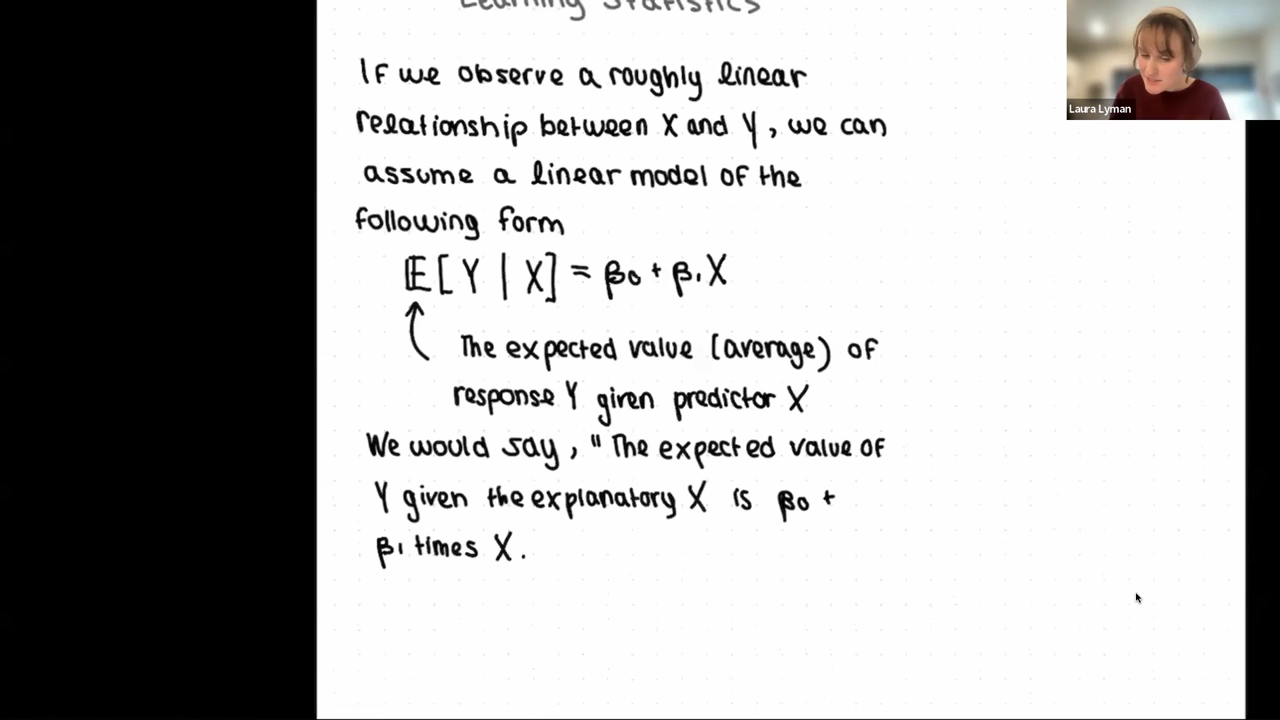 Learning Statistics
If we observe a roughly linear
relationship between X and Y, we can
assume a linear model of the
following form
𝔼[Y | X] = β₀ + β₁X
The expected value (average) of
response Y given predictor X
We would say, "The expected value of
Y given the explanatory X is β₀ +
β₁ times X.
Laura Lyman